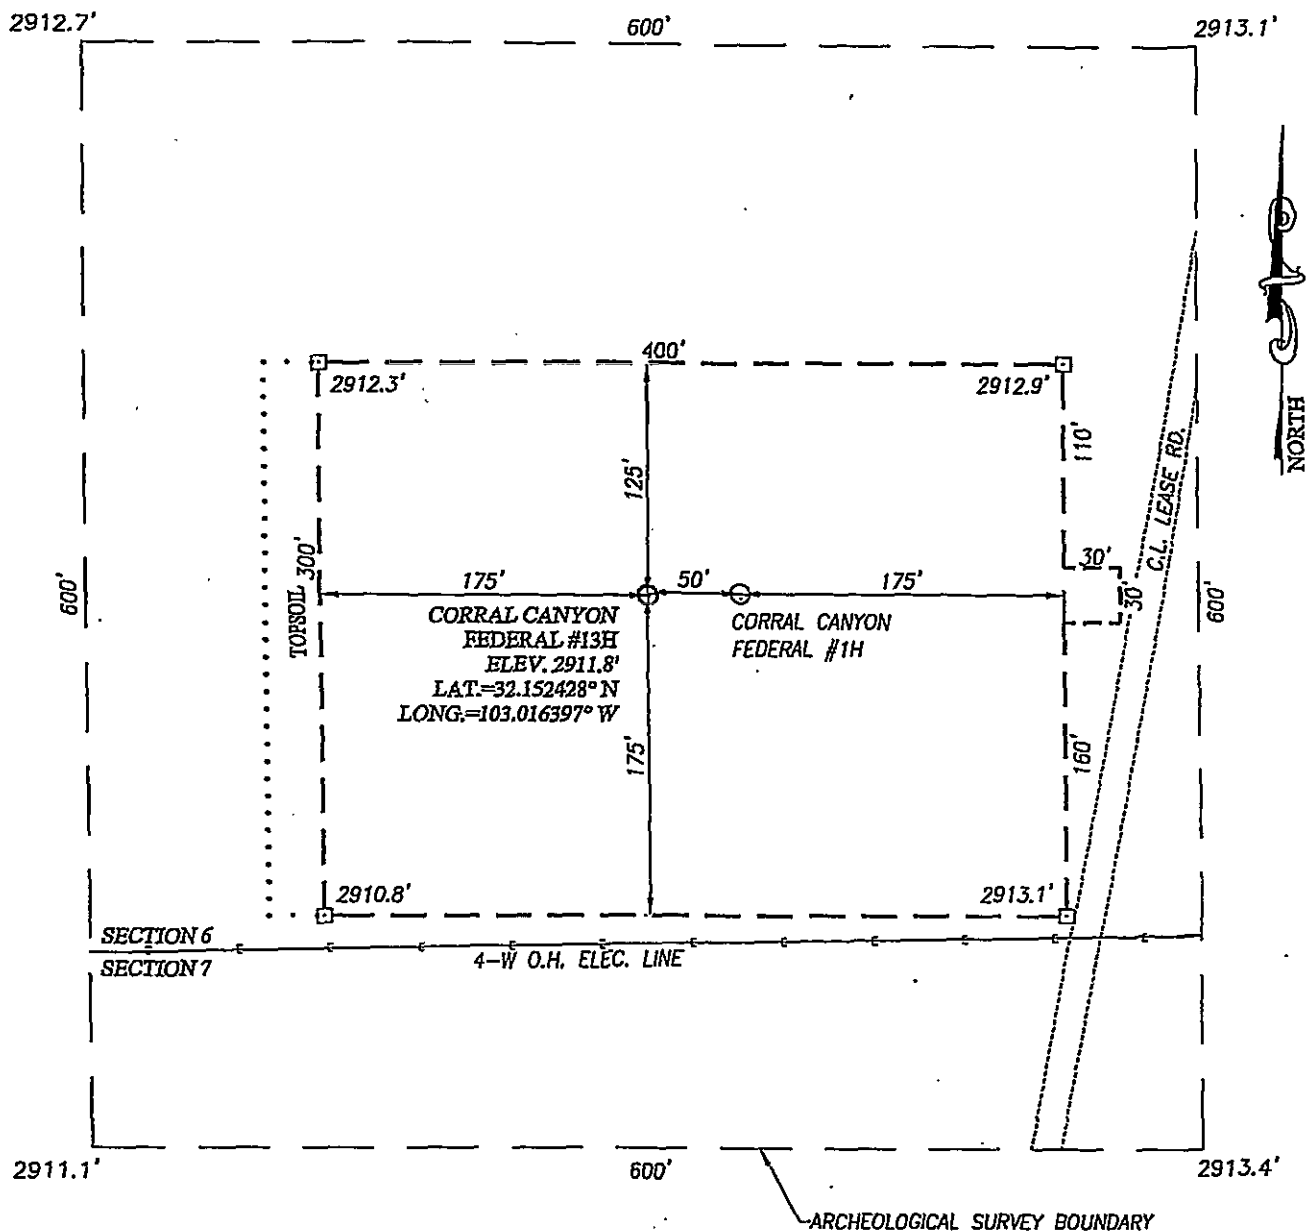 2912.7'
600'
2913.1'
NORTH
400'
2912.3'
2912.9'
125'
110'
C.L. LEASE RD.
600'
TOPSOIL
300'
175'
50'
175'
30'
30'
600'
CORRAL CANYON
FEDERAL #13H
ELEV. 2911.8'
LAT.=32.152428° N
LONG.=103.016397° W
CORRAL CANYON
FEDERAL #1H
175'
160'
2910.8'
2913.1'
SECTION 6
SECTION 7
4-W O.H. ELEC. LINE
2911.1'
600'
2913.4'
ARCHEOLOGICAL SURVEY BOUNDARY